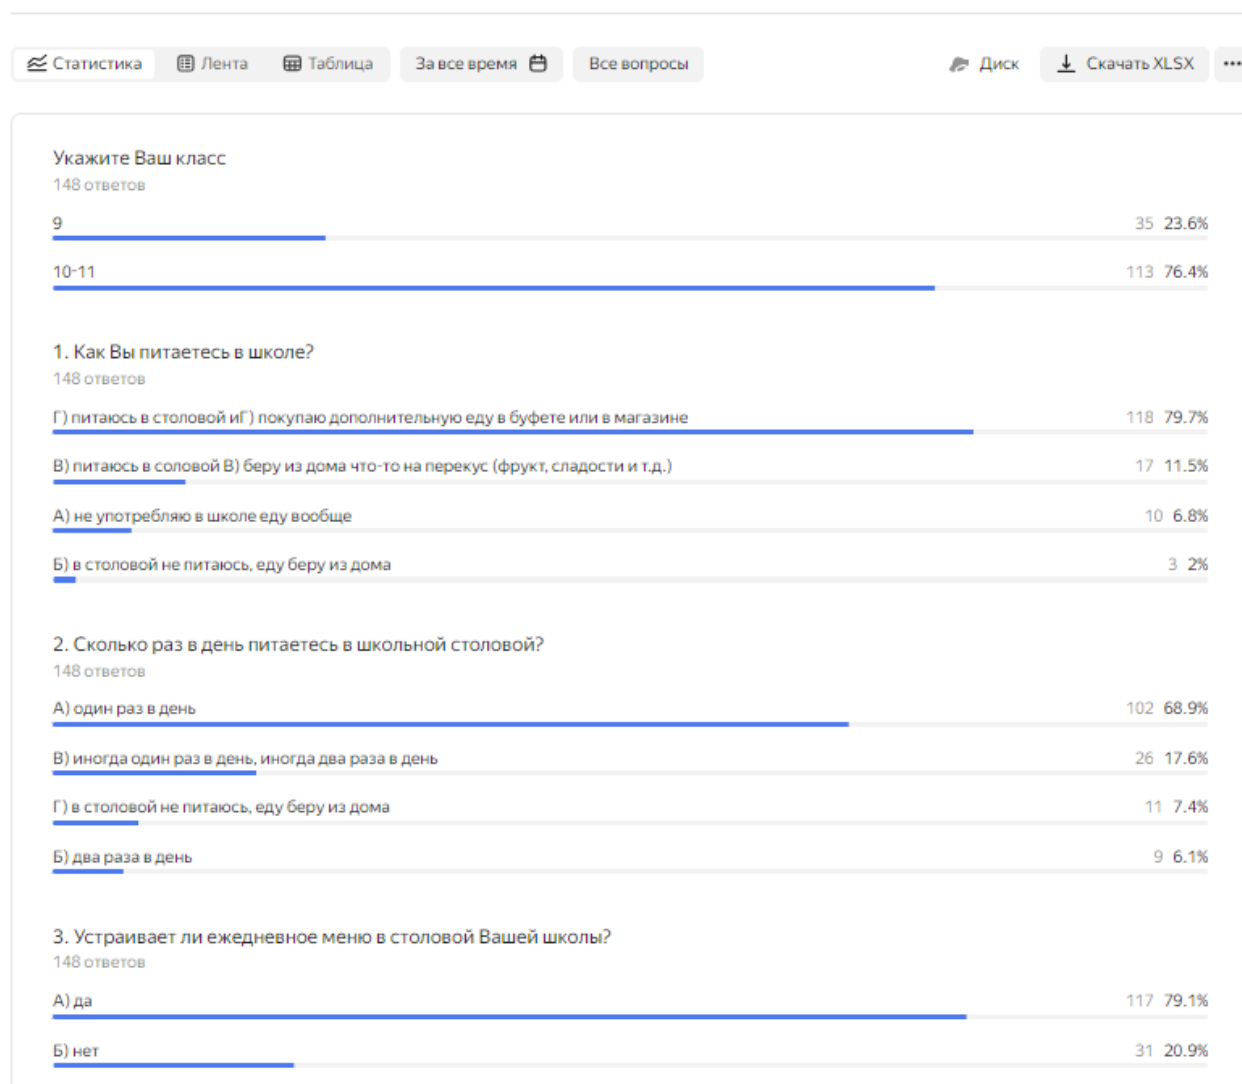 Статистика Лента Таблица За все время Все вопросы Диск Скачать XLSX
Укажите Ваш класс
148 ответов
9 35 23.6%
10-11 113 76.4%
1. Как Вы питаетесь в школе?
148 ответов
Г) питаюсь в столовой иГ) покупаю дополнительную еду в буфете или в магазине 118 79.7%
В) питаюсь в соловой В) беру из дома что-то на перекус (фрукт, сладости и т.д.) 17 11.5%
А) не употребляю в школе еду вообще 10 6.8%
Б) в столовой не питаюсь, еду беру из дома 3 2%
2. Сколько раз в день питаетесь в школьной столовой?
148 ответов
А) один раз в день 102 68.9%
В) иногда один раз в день, иногда два раза в день 26 17.6%
Г) в столовой не питаюсь, еду беру из дома 11 7.4%
Б) два раза в день 9 6.1%
3. Устраивает ли ежедневное меню в столовой Вашей школы?
148 ответов
А) да 117 79.1%
Б) нет 31 20.9%